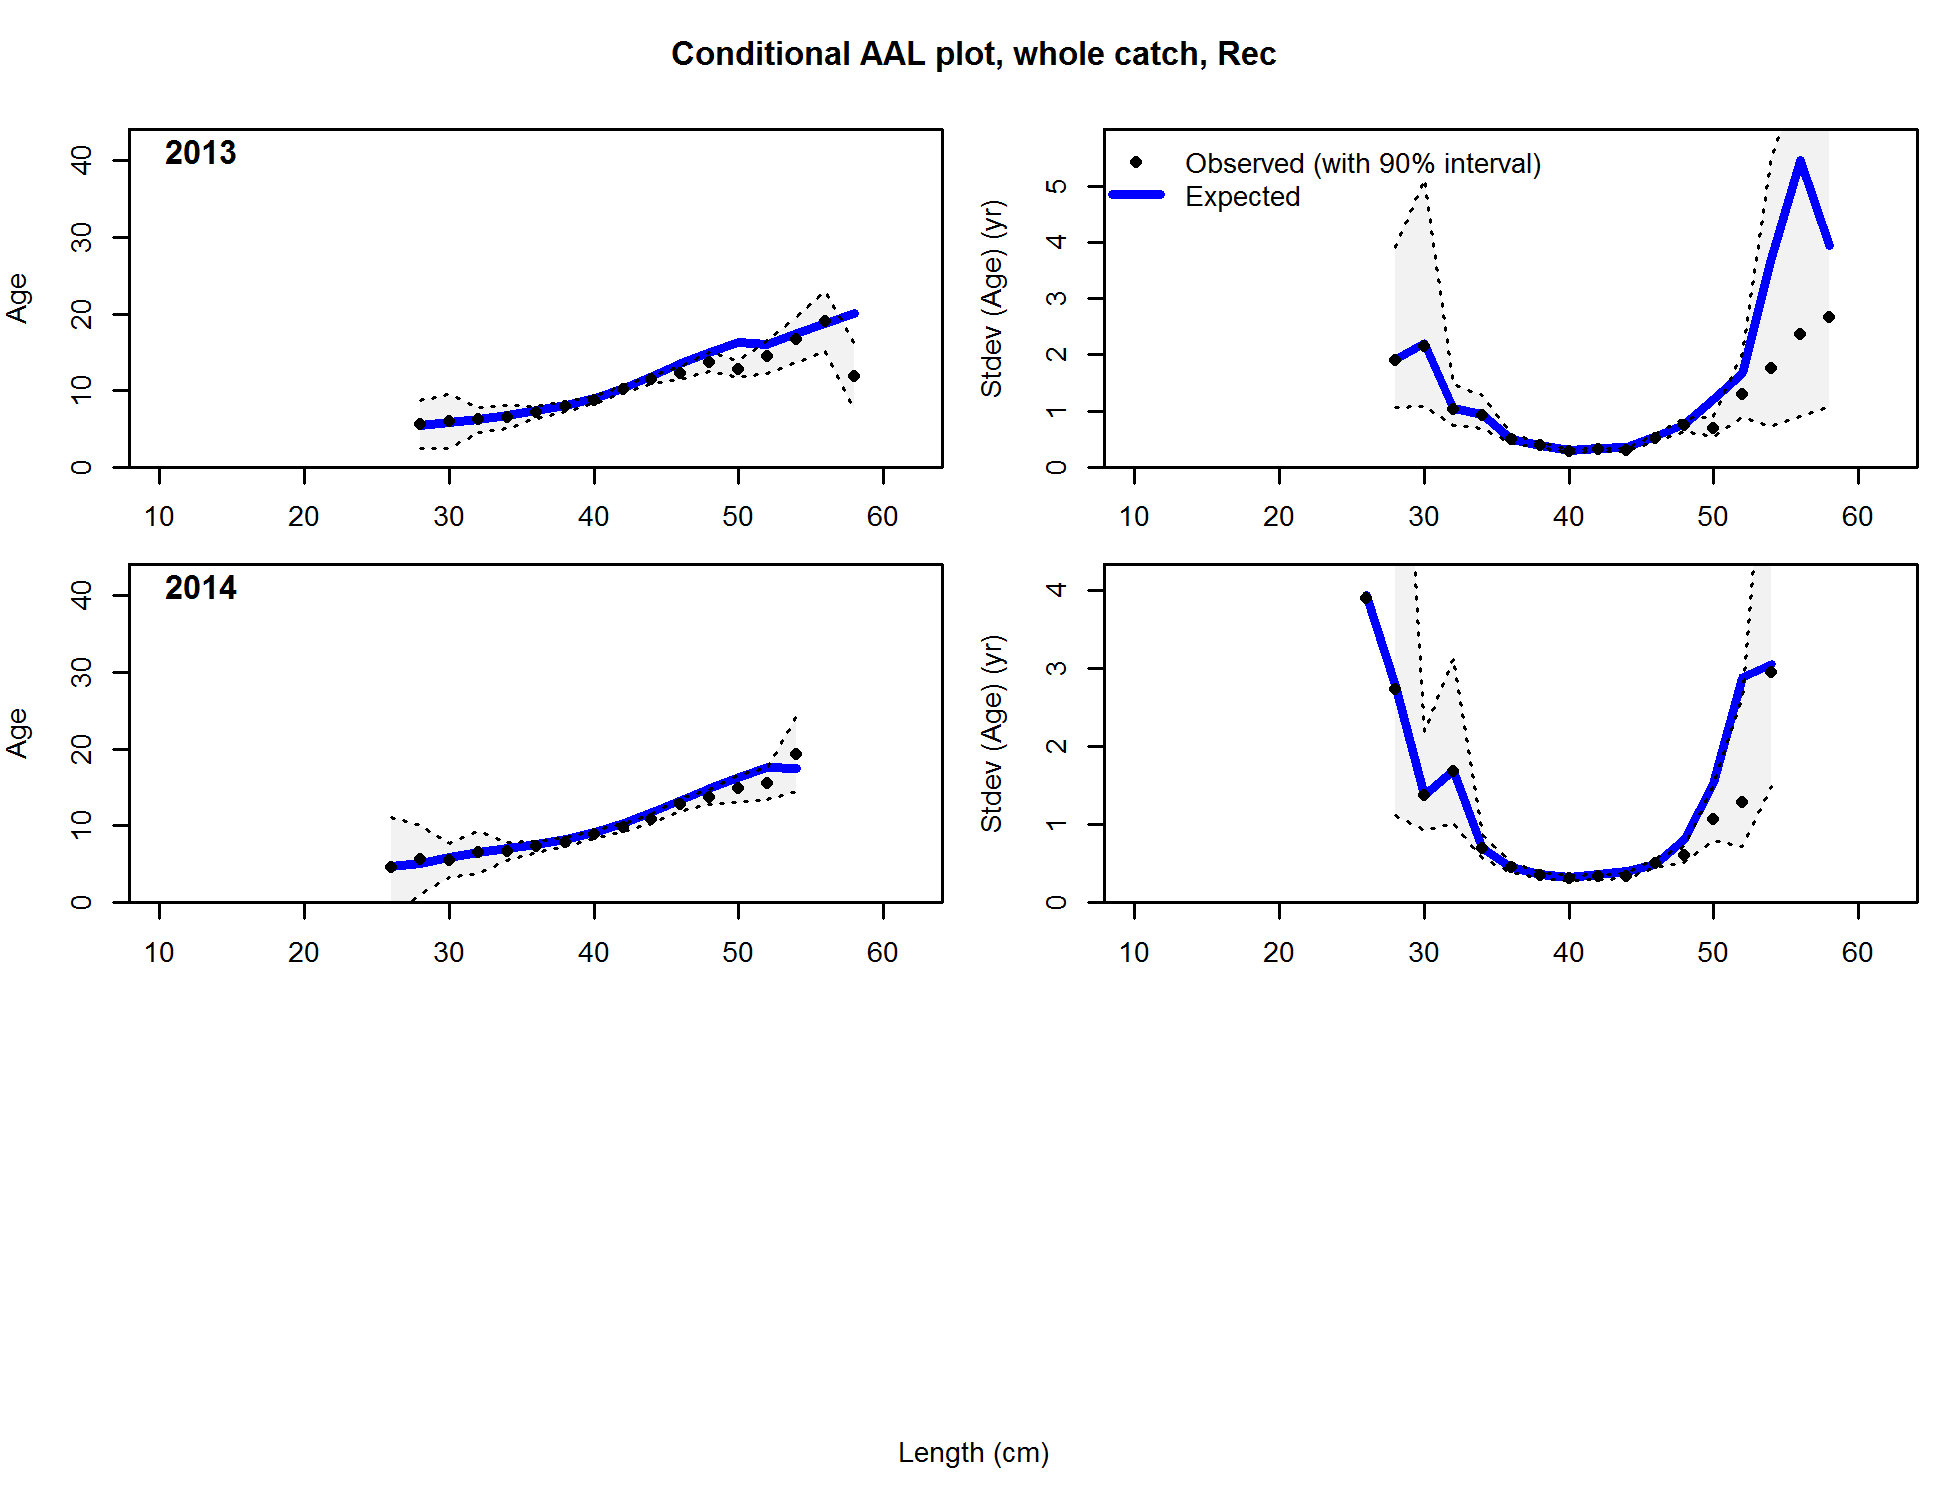 Conditional AAL plot, whole catch, Rec
2013
Age
0 10 20 30 40
10 20 30 40 50 60
Observed (with 90% interval)
Expected
Stdev (Age) (yr)
0 1 2 3 4 5
10 20 30 40 50 60
2014
Age
0 10 20 30 40
10 20 30 40 50 60
Stdev (Age) (yr)
0 1 2 3 4
10 20 30 40 50 60
Length (cm)